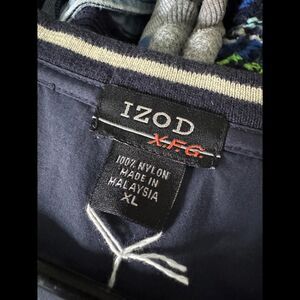 IZOD
X.F.G.
100% NYLON
MADE IN
MALAYSIA
XL